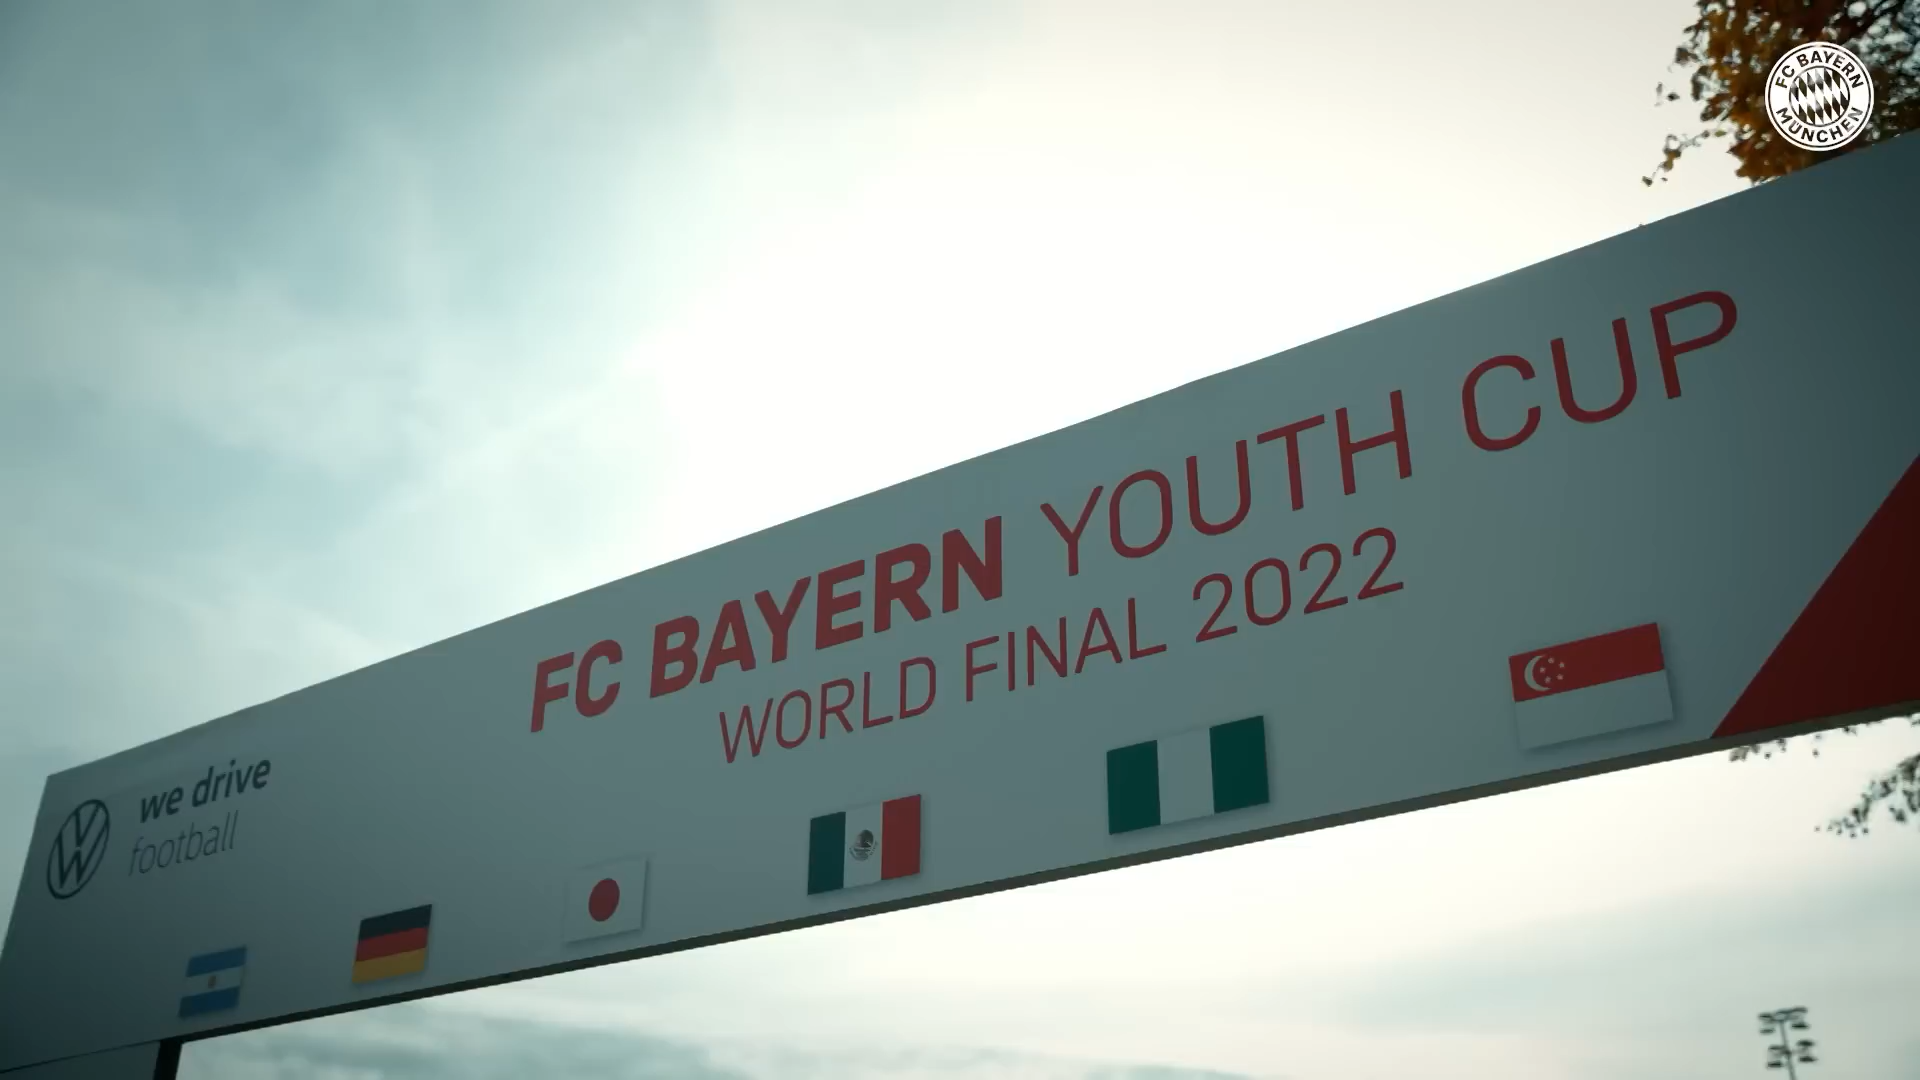 FC BAYERN
MÜNCHEN
FC BAYERN YOUTH CUP
WORLD FINAL 2022
we drive
football